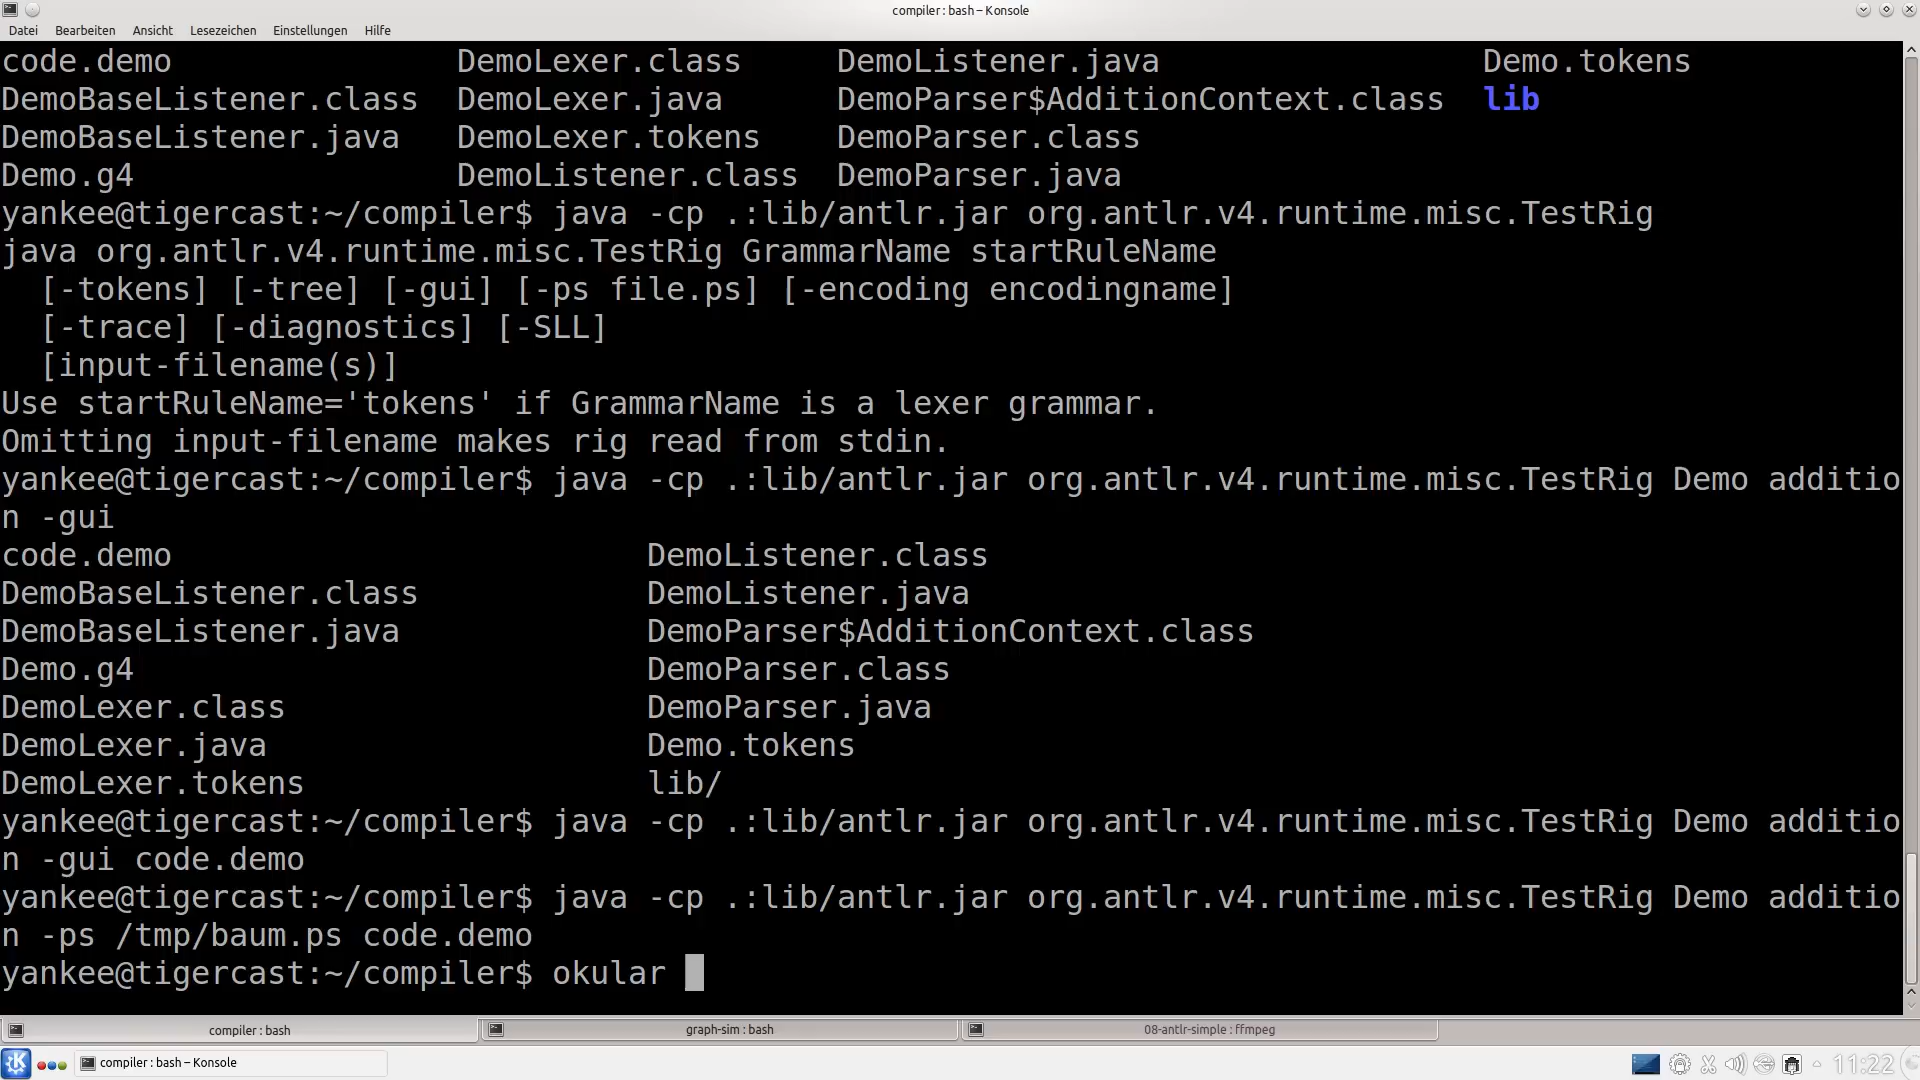 compiler : bash – Konsole
Datei Bearbeiten Ansicht Lesezeichen Einstellungen Hilfe
code.demo DemoLexer.class DemoListener.java Demo.tokens
DemoBaseListener.class DemoLexer.java DemoParser$AdditionContext.class lib
DemoBaseListener.java DemoLexer.tokens DemoParser.class
Demo.g4 DemoListener.class DemoParser.java
yankee@tigercast:~/compiler$ java -cp .:lib/antlr.jar org.antlr.v4.runtime.misc.TestRig
java org.antlr.v4.runtime.misc.TestRig GrammarName startRuleName
[-tokens] [-tree] [-gui] [-ps file.ps] [-encoding encodingname]
[-trace] [-diagnostics] [-SLL]
[input-filename(s)]
Use startRuleName='tokens' if GrammarName is a lexer grammar.
Omitting input-filename makes rig read from stdin.
yankee@tigercast:~/compiler$ java -cp .:lib/antlr.jar org.antlr.v4.runtime.misc.TestRig Demo additio
n -gui
code.demo DemoListener.class
DemoBaseListener.class DemoListener.java
DemoBaseListener.java DemoParser$AdditionContext.class
Demo.g4 DemoParser.class
DemoLexer.class DemoParser.java
DemoLexer.java Demo.tokens
DemoLexer.tokens lib/
yankee@tigercast:~/compiler$ java -cp .:lib/antlr.jar org.antlr.v4.runtime.misc.TestRig Demo additio
n -gui code.demo
yankee@tigercast:~/compiler$ java -cp .:lib/antlr.jar org.antlr.v4.runtime.misc.TestRig Demo additio
n -ps /tmp/baum.ps code.demo
yankee@tigercast:~/compiler$ okular
compiler : bash graph-sim : bash 08-antlr-simple : ffmpeg
compiler : bash – Konsole 11:22